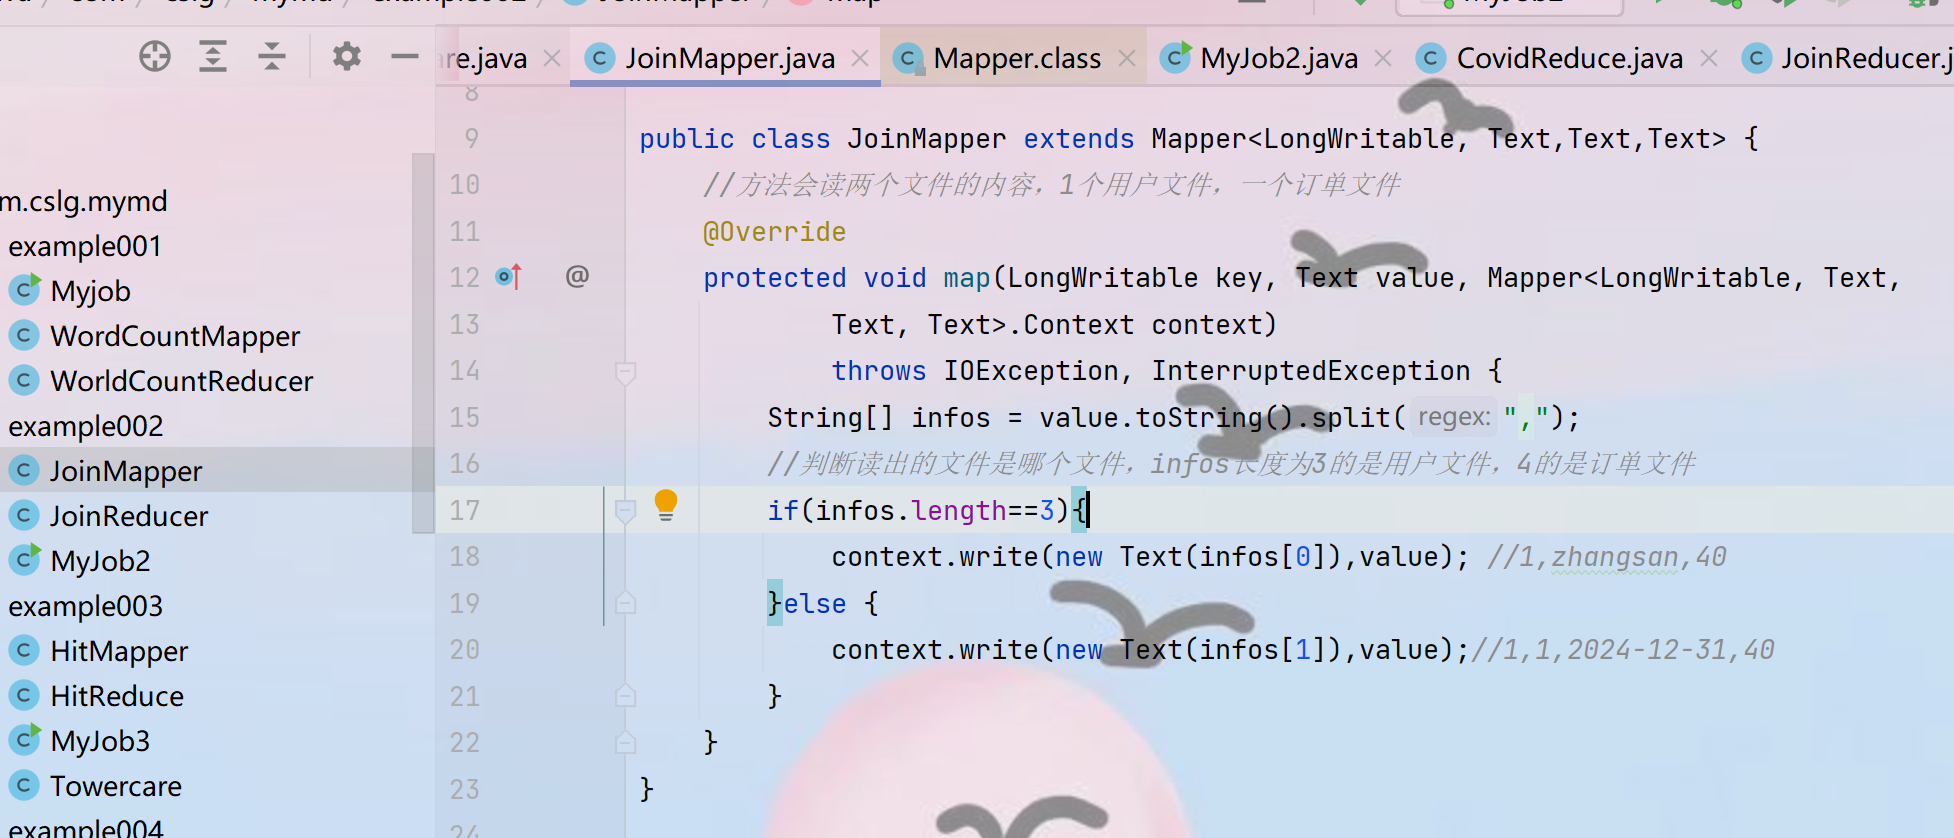 JoinMapper
map
MyJob2
re.java
JoinMapper.java
Mapper.class
MyJob2.java
CovidReduce.java
JoinReducer.j
m.cslg.mymd
example001
Myjob
WordCountMapper
WorldCountReducer
example002
JoinMapper
JoinReducer
MyJob2
example003
HitMapper
HitReduce
MyJob3
Towercare
example004
8
9 public class JoinMapper extends Mapper<LongWritable, Text,Text,Text> {
10 //方法会读两个文件的内容，1个用户文件，一个订单文件
11 @Override
12 @ protected void map(LongWritable key, Text value, Mapper<LongWritable, Text,
13 Text, Text>.Context context)
14 throws IOException, InterruptedException {
15 String[] infos = value.toString().split( regex: ",");
16 //判断读出的文件是哪个文件，infos长度为3的是用户文件，4的是订单文件
17 if(infos.length==3){
18 context.write(new Text(infos[0]),value); //1,zhangsan,40
19 }else {
20 context.write(new Text(infos[1]),value);//1,1,2024-12-31,40
21 }
22 }
23 }
24